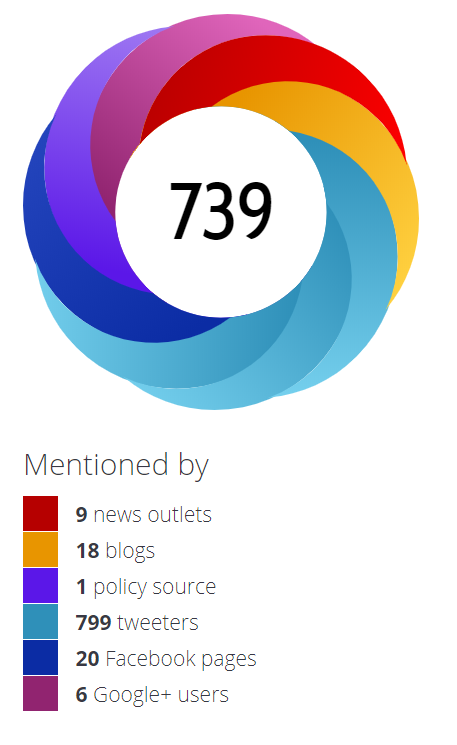 739
Mentioned by
9 news outlets
18 blogs
1 policy source
799 tweeters
20 Facebook pages
6 Google+ users